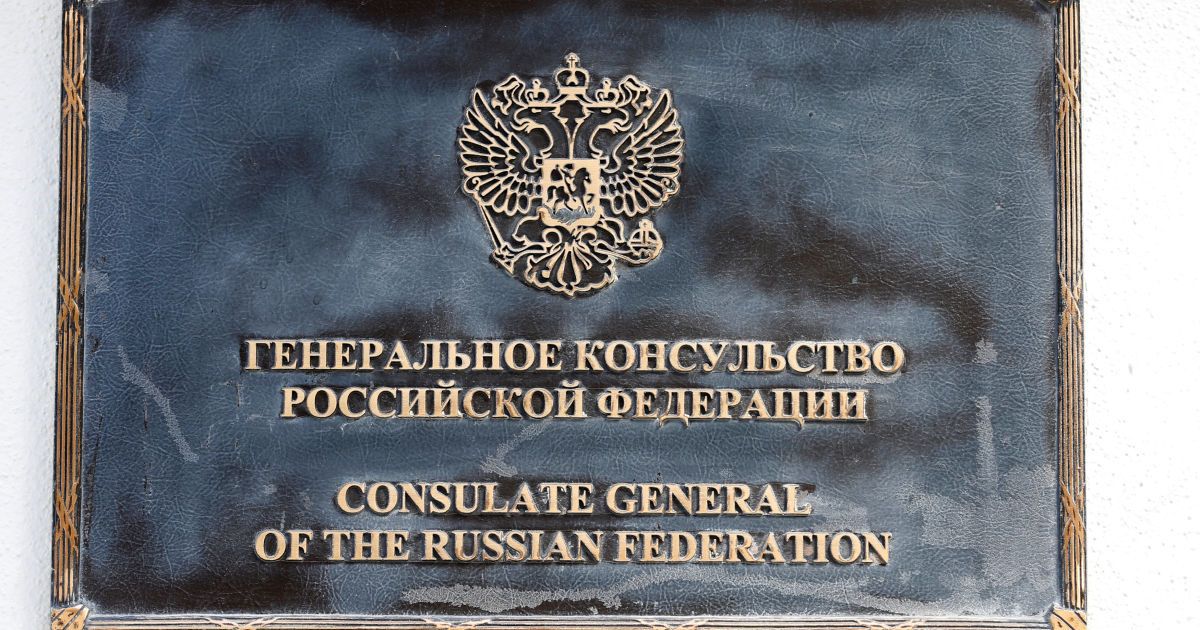 ГЕНЕРАЛЬНОЕ КОНСУЛЬСТВО
РОССИЙСКОЙ ФЕДЕРАЦИИ
CONSULATE GENERAL
OF THE RUSSIAN FEDERATION